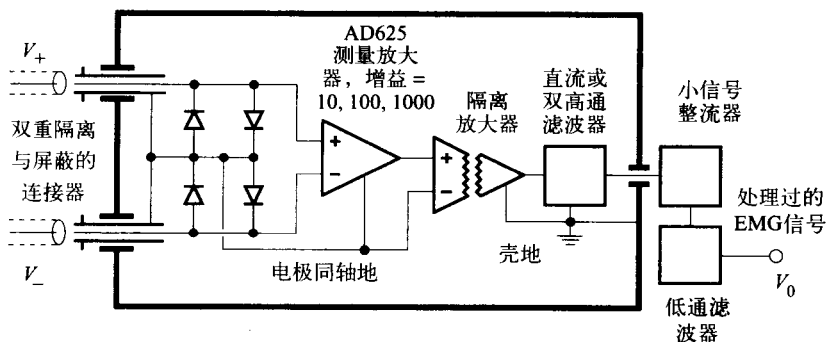 V+
双重隔离
与屏蔽的
连接器
V−
AD625
测量放大
器，增益 =
10, 100, 1000
隔离
放大器
直流或
双高通
滤波器
小信号
整流器
+
−
+
−
电极同轴地
壳地
处理过的
EMG信号
V0
低通滤
波器